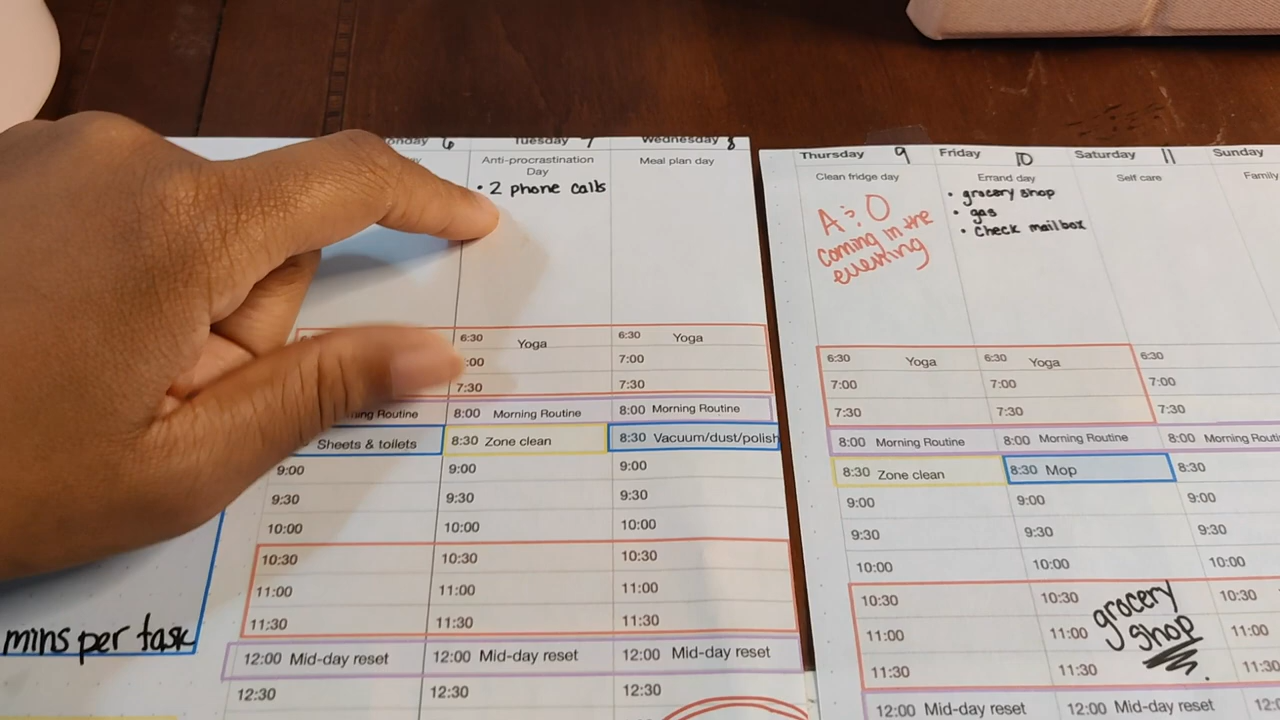 Tuesday 7
Wednesday 8
Anti-procrastination
Day
Meal plan day
• 2 phone calls
6:30 Yoga
6:30 Yoga
7:00
7:30
7:30
Morning Routine
8:00 Morning Routine
8:00 Morning Routine
Sheets & toilets
8:30 Zone clean
8:30 Vacuum/dust/polish
9:00
9:00
9:00
9:30
9:30
9:30
10:00
10:00
10:00
10:30
10:30
10:30
11:00
11:00
11:00
11:30
11:30
11:30
12:00 Mid-day reset
12:00 Mid-day reset
12:00 Mid-day reset
12:30
12:30
12:30
mins per task
Thursday 9
Friday 10
Saturday 11
Sunday
Clean fridge day
Errand day
Self care
Family
A & O
coming in the
evening
• grocery shop
• gas
• check mailbox
6:30 Yoga
6:30 Yoga
6:30
7:00
7:00
7:00
7:30
7:30
7:30
8:00 Morning Routine
8:00 Morning Routine
8:00 Morning Routi
8:30 Zone clean
8:30 Mop
8:30
9:00
9:00
9:00
9:30
9:30
9:30
10:00
10:00
10:00
10:30
10:30
10:30
11:00
11:00
11:00
11:30
11:30
11:30
grocery
shop
12:00 Mid-day reset
12:00 Mid-day reset